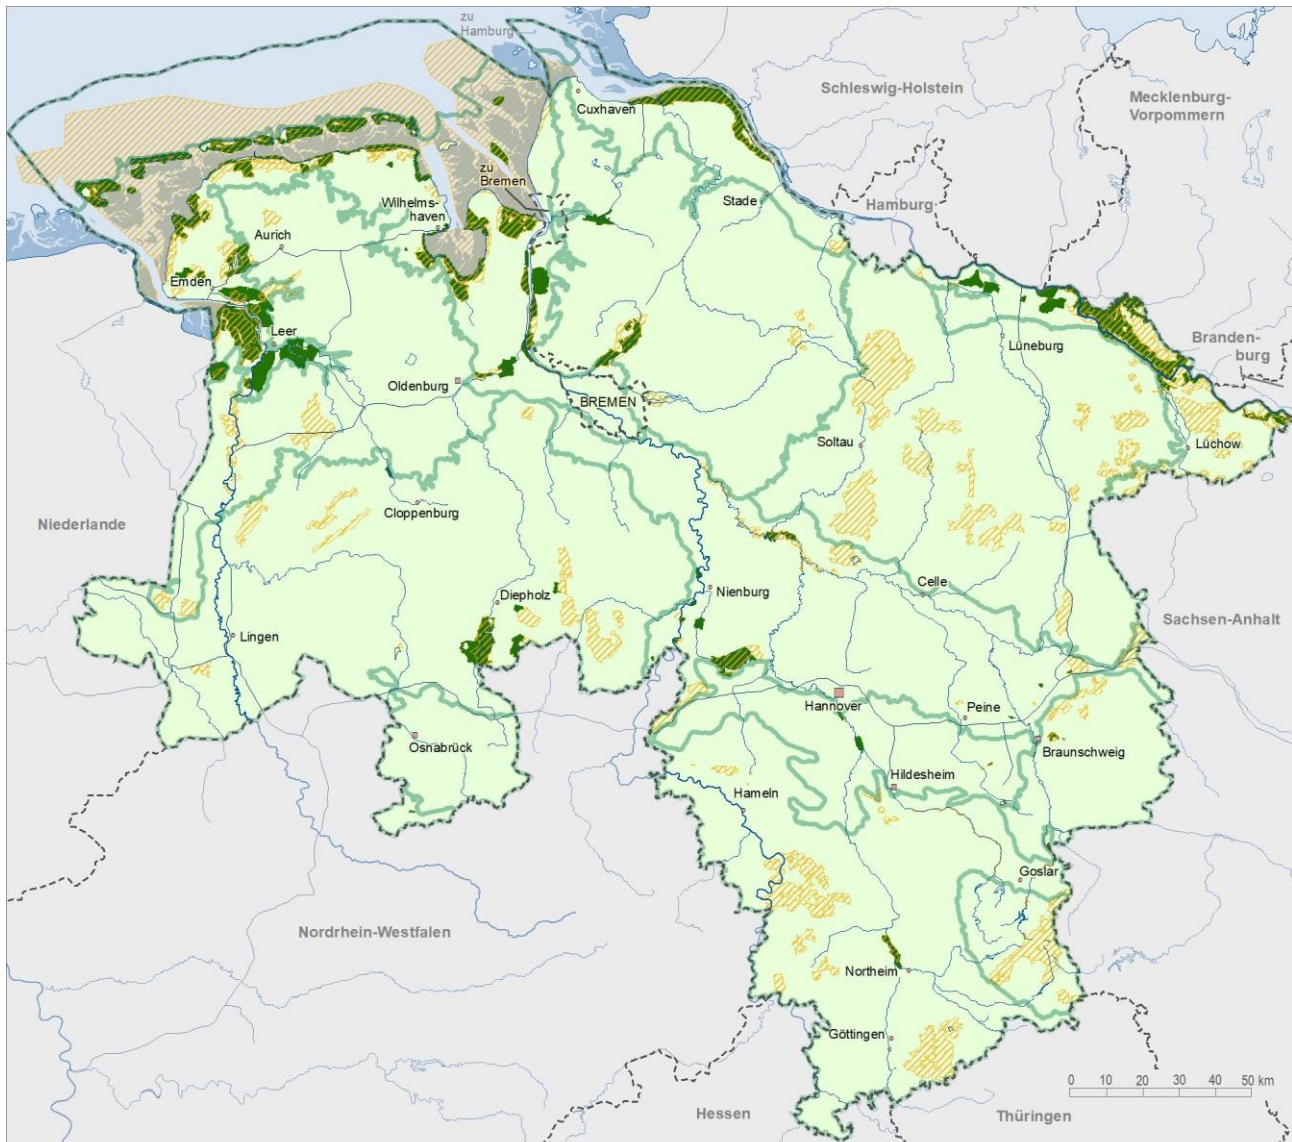 zu
Hamburg
Schleswig-Holstein
Mecklenburg-
Vorpommern
Cuxhaven
zu
Bremen
Wilhelms-
haven
Stade
Hamburg
Aurich
Emden
Leer
Lüneburg
Branden-
burg
Oldenburg
BREMEN
Soltau
Lüchow
Niederlande
Cloppenburg
Celle
Diepholz
Nienburg
Sachsen-Anhalt
Lingen
Hannover
Peine
Osnabrück
Braunschweig
Hildesheim
Hameln
Goslar
Nordrhein-Westfalen
Northeim
Göttingen
0 10 20 30 40 50 km
Hessen
Thüringen